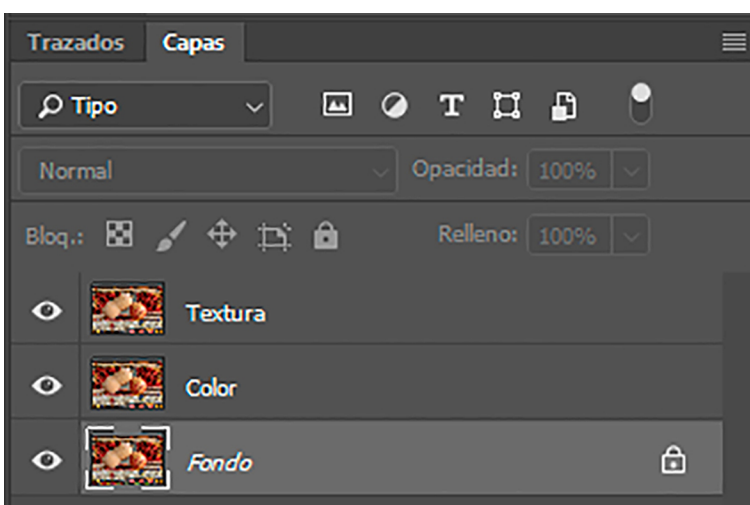 Trazados Capas
Tipo
Normal Opacidad: 100%
Bloq.: Relleno: 100%
Textura
Color
Fondo